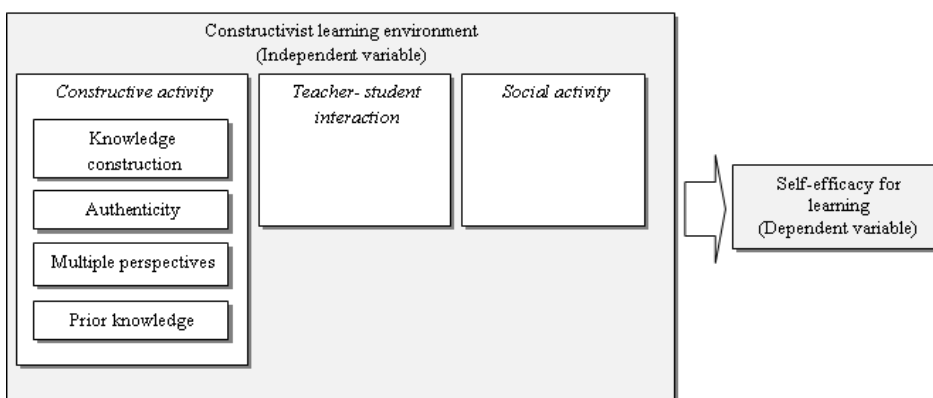 Constructivist learning environment
(Independent variable)
Constructive activity
Knowledge
construction
Authenticity
Multiple perspectives
Prior knowledge
Teacher- student
interaction
Social activity
Self-efficacy for
learning
(Dependent variable)